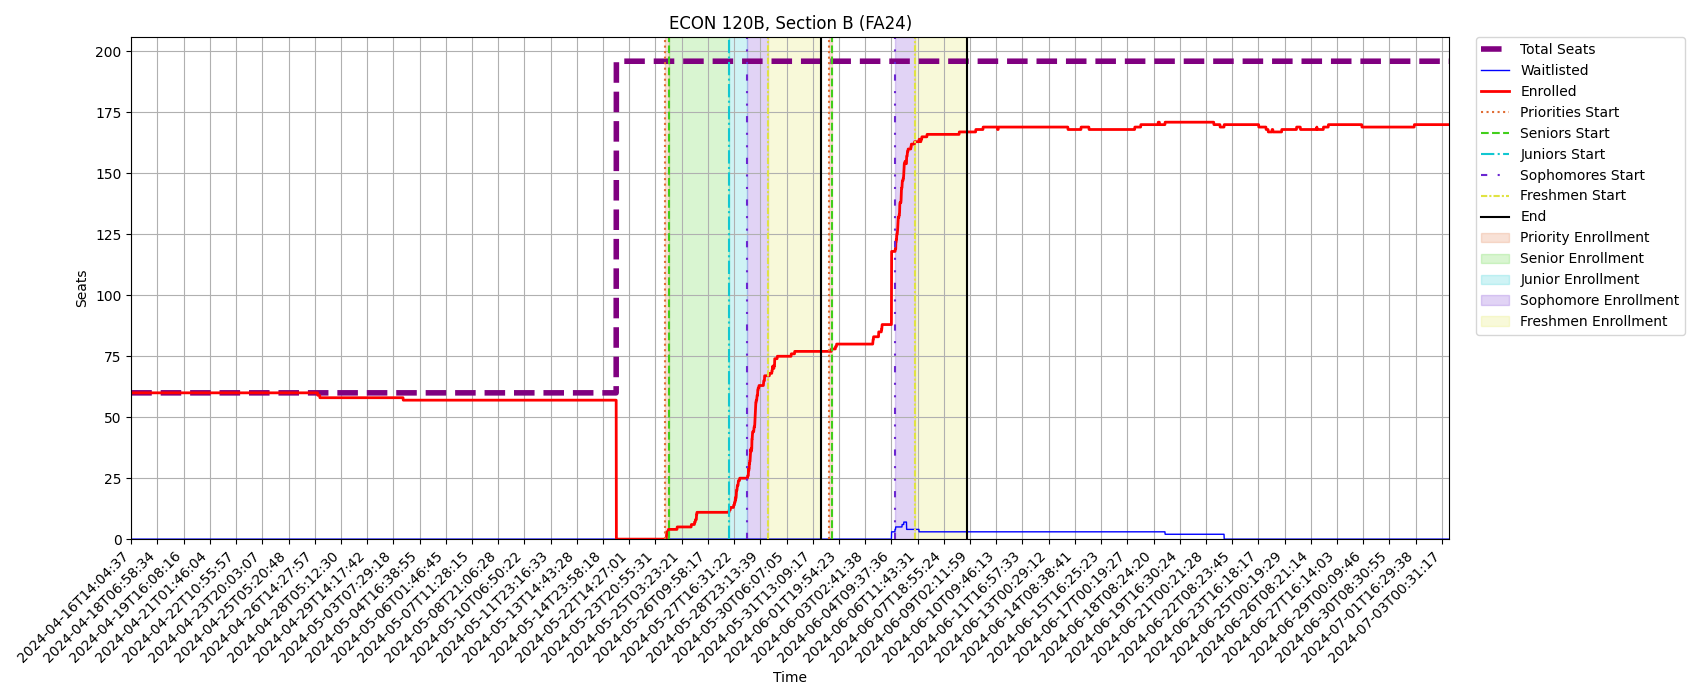 ECON 120B, Section B (FA24)
Seats
200
175
150
125
100
75
50
25
0
2024-04-16T14:04:37
2024-04-18T06:58:34
2024-04-19T16:08:16
2024-04-21T01:46:04
2024-04-22T10:55:57
2024-04-23T20:03:07
2024-04-25T05:20:48
2024-04-26T14:27:57
2024-04-28T05:12:30
2024-04-29T14:17:42
2024-05-03T07:29:18
2024-05-04T16:38:55
2024-05-06T01:46:45
2024-05-07T11:28:15
2024-05-08T21:06:28
2024-05-10T06:50:22
2024-05-11T23:16:33
2024-05-13T14:43:28
2024-05-14T23:58:18
2024-05-22T14:27:01
2024-05-23T20:55:31
2024-05-25T03:23:21
2024-05-26T09:58:17
2024-05-27T16:31:22
2024-05-28T23:13:39
2024-05-30T06:07:05
2024-05-31T13:09:17
2024-06-01T19:54:23
2024-06-03T02:41:38
2024-06-04T09:37:36
2024-06-06T11:43:31
2024-06-07T18:55:24
2024-06-09T02:11:59
2024-06-10T09:46:13
2024-06-11T16:57:33
2024-06-13T00:29:12
2024-06-14T08:38:41
2024-06-15T16:25:23
2024-06-17T00:19:27
2024-06-18T08:24:20
2024-06-19T16:30:24
2024-06-21T00:21:28
2024-06-22T08:23:45
2024-06-23T16:18:17
2024-06-25T00:19:29
2024-06-26T08:21:14
2024-06-27T16:14:03
2024-06-29T00:09:46
2024-06-30T08:30:55
2024-07-01T16:29:38
2024-07-03T00:31:17
Time
Total Seats
Waitlisted
Enrolled
Priorities Start
Seniors Start
Juniors Start
Sophomores Start
Freshmen Start
End
Priority Enrollment
Senior Enrollment
Junior Enrollment
Sophomore Enrollment
Freshmen Enrollment